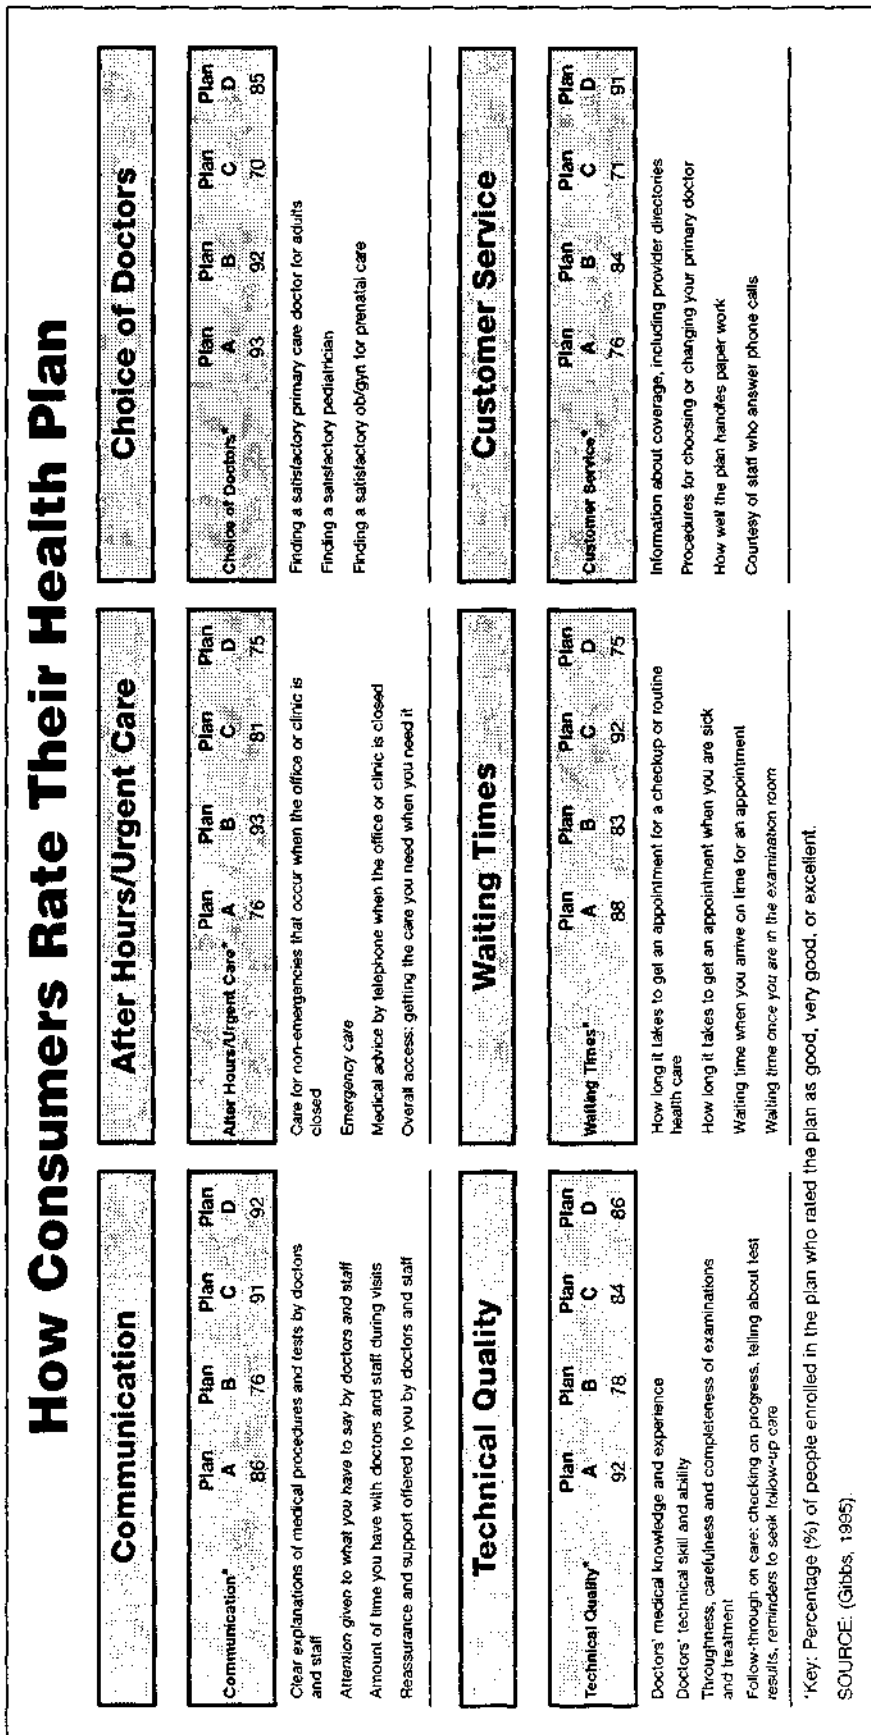 How Consumers Rate Their Health Plan
Communication
Communication*
Plan A Plan B Plan C Plan D
86 76 91 92
Clear explanations of medical procedures and tests by doctors
and staff
Attention given to what you have to say by doctors and staff
Amount of time you have with doctors and staff during visits
Reassurance and support offered to you by doctors and staff
After Hours/Urgent Care
After Hours/Urgent Care*
Plan A Plan B Plan C Plan D
76 93 81 75
Care for non-emergencies that occur when the office or clinic is
closed
Emergency care
Medical advice by telephone when the office or clinic is closed
Overall access: getting the care you need when you need it
Choice of Doctors
Choice of Doctors*
Plan A Plan B Plan C Plan D
93 92 70 85
Finding a satisfactory primary care doctor for adults
Finding a satisfactory pediatrician
Finding a satisfactory ob/gyn for prenatal care
Technical Quality
Technical Quality*
Plan A Plan B Plan C Plan D
92 78 84 86
Doctors' medical knowledge and experience
Doctors' technical skill and ability
Thoroughness, carefulness and completeness of examinations
and treatment
Follow-through on care: checking on progress, telling about test
results, reminders to seek follow-up care
Waiting Times
Waiting Times*
Plan A Plan B Plan C Plan D
88 83 92 75
How long it takes to get an appointment for a checkup or routine
health care
How long it takes to get an appointment when you are sick
Waiting time when you arrive on time for an appointment
Waiting time once you are in the examination room
Customer Service
Customer Service*
Plan A Plan B Plan C Plan D
76 84 71 91
Information about coverage, including provider directories
Procedures for choosing or changing your primary doctor
How well the plan handles paper work
Courtesy of staff who answer phone calls
*Key: Percentage (%) of people enrolled in the plan who rated the plan as good, very good, or excellent.
SOURCE: (Gibbs, 1995).